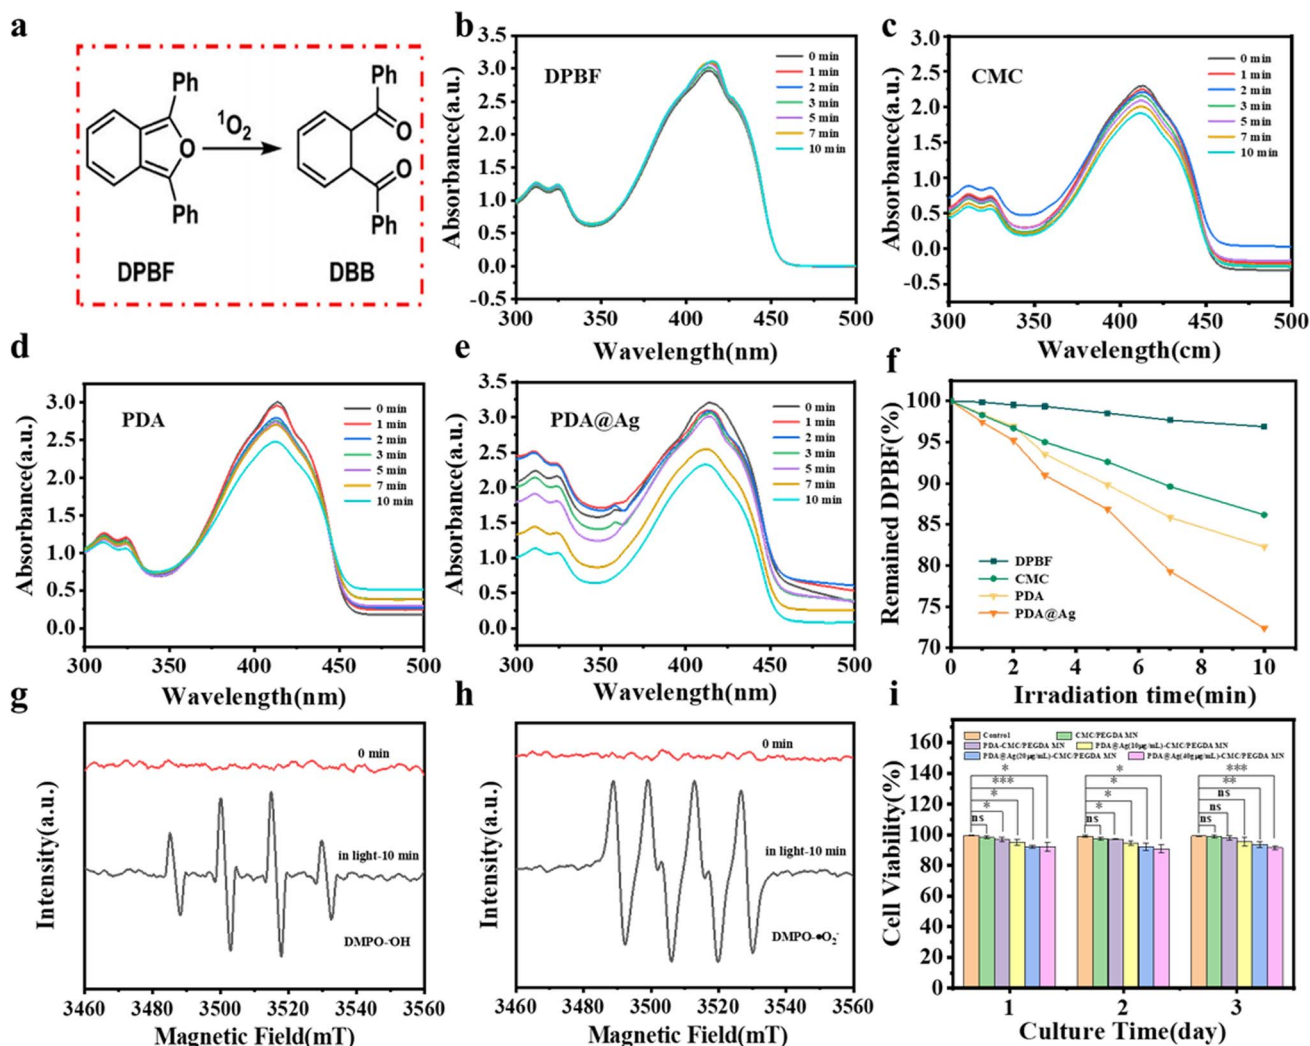 a
Ph
O
Ph
¹O₂
Ph
O
O
Ph
DPBF
DBB
b
DPBF
0 min
1 min
2 min
3 min
5 min
7 min
10 min
3.5
3.0
2.5
2.0
1.5
1.0
0.5
0.0
-0.5
300
350
400
450
500
Absorbance(a.u.)
Wavelength(nm)
c
CMC
0 min
1 min
2 min
3 min
5 min
7 min
10 min
3.0
2.5
2.0
1.5
1.0
0.5
0.0
-0.5
300
350
400
450
500
Absorbance(a.u.)
Wavelength(cm)
d
PDA
0 min
1 min
2 min
3 min
5 min
7 min
10 min
3.0
2.5
2.0
1.5
1.0
0.5
0.0
300
350
400
450
500
Absorbance(a.u.)
Wavelength(nm)
e
PDA@Ag
0 min
1 min
2 min
3 min
5 min
7 min
10 min
3.5
3.0
2.5
2.0
1.5
1.0
0.5
0.0
300
350
400
450
500
Absorbance(a.u.)
Wavelength(nm)
f
100
95
90
85
80
75
70
DPBF
CMC
PDA
PDA@Ag
0
2
4
6
8
10
Remained DPBF(%)
Irradiation time(min)
g
0 min
in light-10 min
DMPO-·OH
3460
3480
3500
3520
3540
3560
Intensity(a.u.)
Magnetic Field(mT)
h
0 min
in light-10 min
DMPO-•O₂⁻
3460
3480
3500
3520
3540
3560
Intensity(a.u.)
Magnetic Field(mT)
i
Control
CMC/PEGDA MN
PDA-CMC/PEGDA MN
PDA@Ag(10μg/mL)-CMC/PEGDA MN
PDA@Ag(20μg/mL)-CMC/PEGDA MN
PDA@Ag(40gμg/mL)-CMC/PEGDA MN
160
140
120
100
80
60
40
20
0
*
***
*
*
ns
*
*
*
*
ns
***
**
ns
ns
ns
1
2
3
Cell Viability(%)
Culture Time(day)